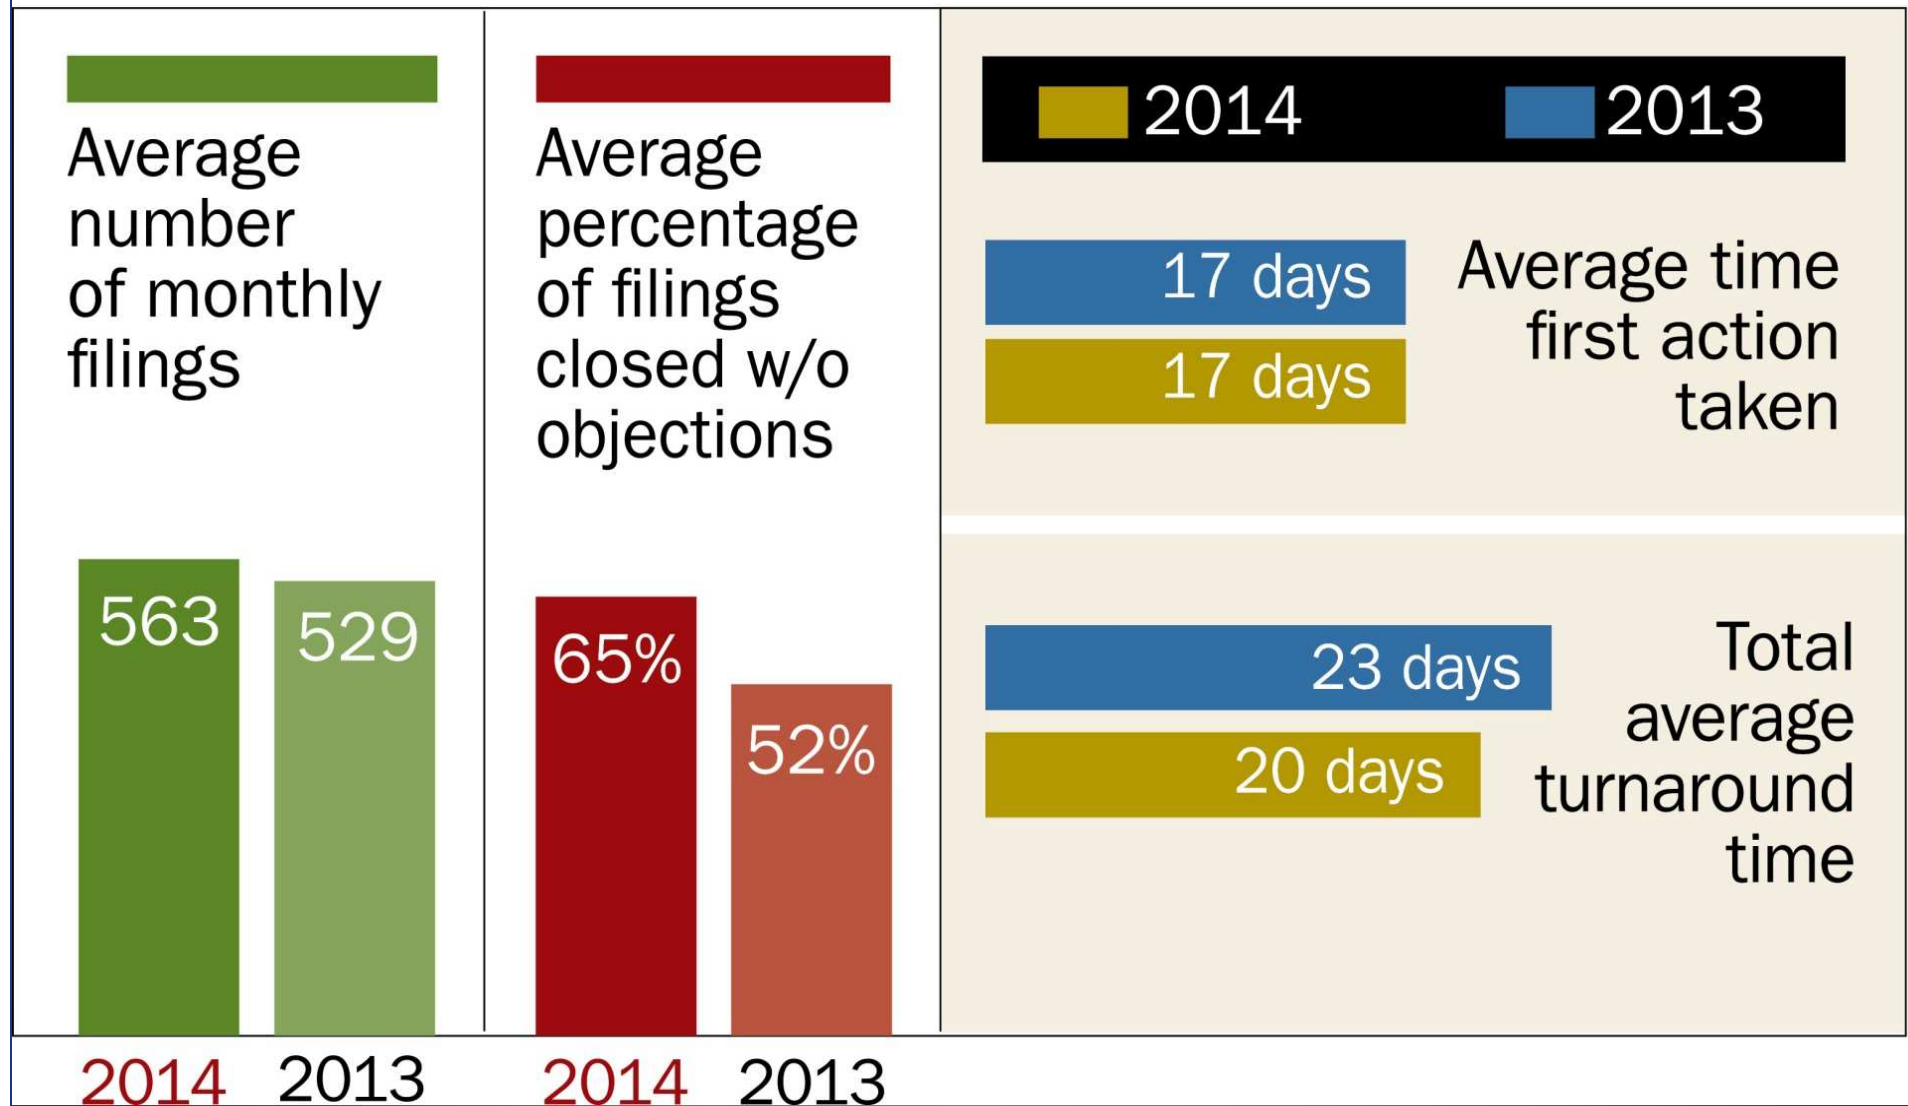 Average
number
of monthly
filings
563
529
2014
2013
Average
percentage
of filings
closed w/o
objections
65%
52%
2014
2013
2014
2013
17 days
17 days
Average time
first action
taken
23 days
20 days
Total
average
turnaround
time